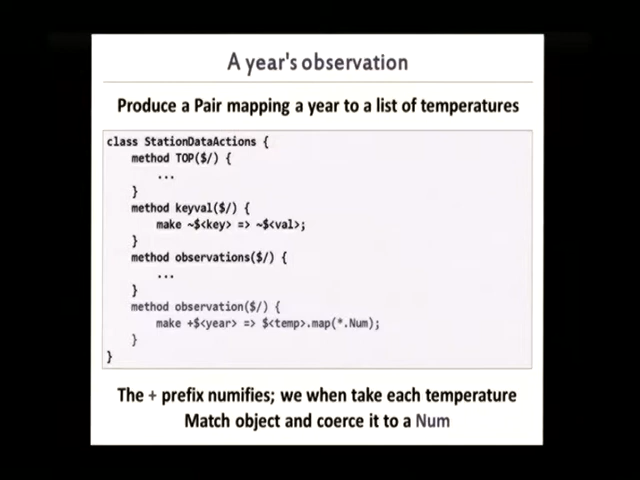 A year's observation
Produce a Pair mapping a year to a list of temperatures
class StationDataActions {
method TOP($/) {
...
}
method keyval($/) {
make ~$<key> => ~$<val>;
}
method observations($/) {
...
}
method observation($/) {
make +$<year> => $<temp>.map(*.Num);
}
}
The + prefix numifies; we when take each temperature
Match object and coerce it to a Num